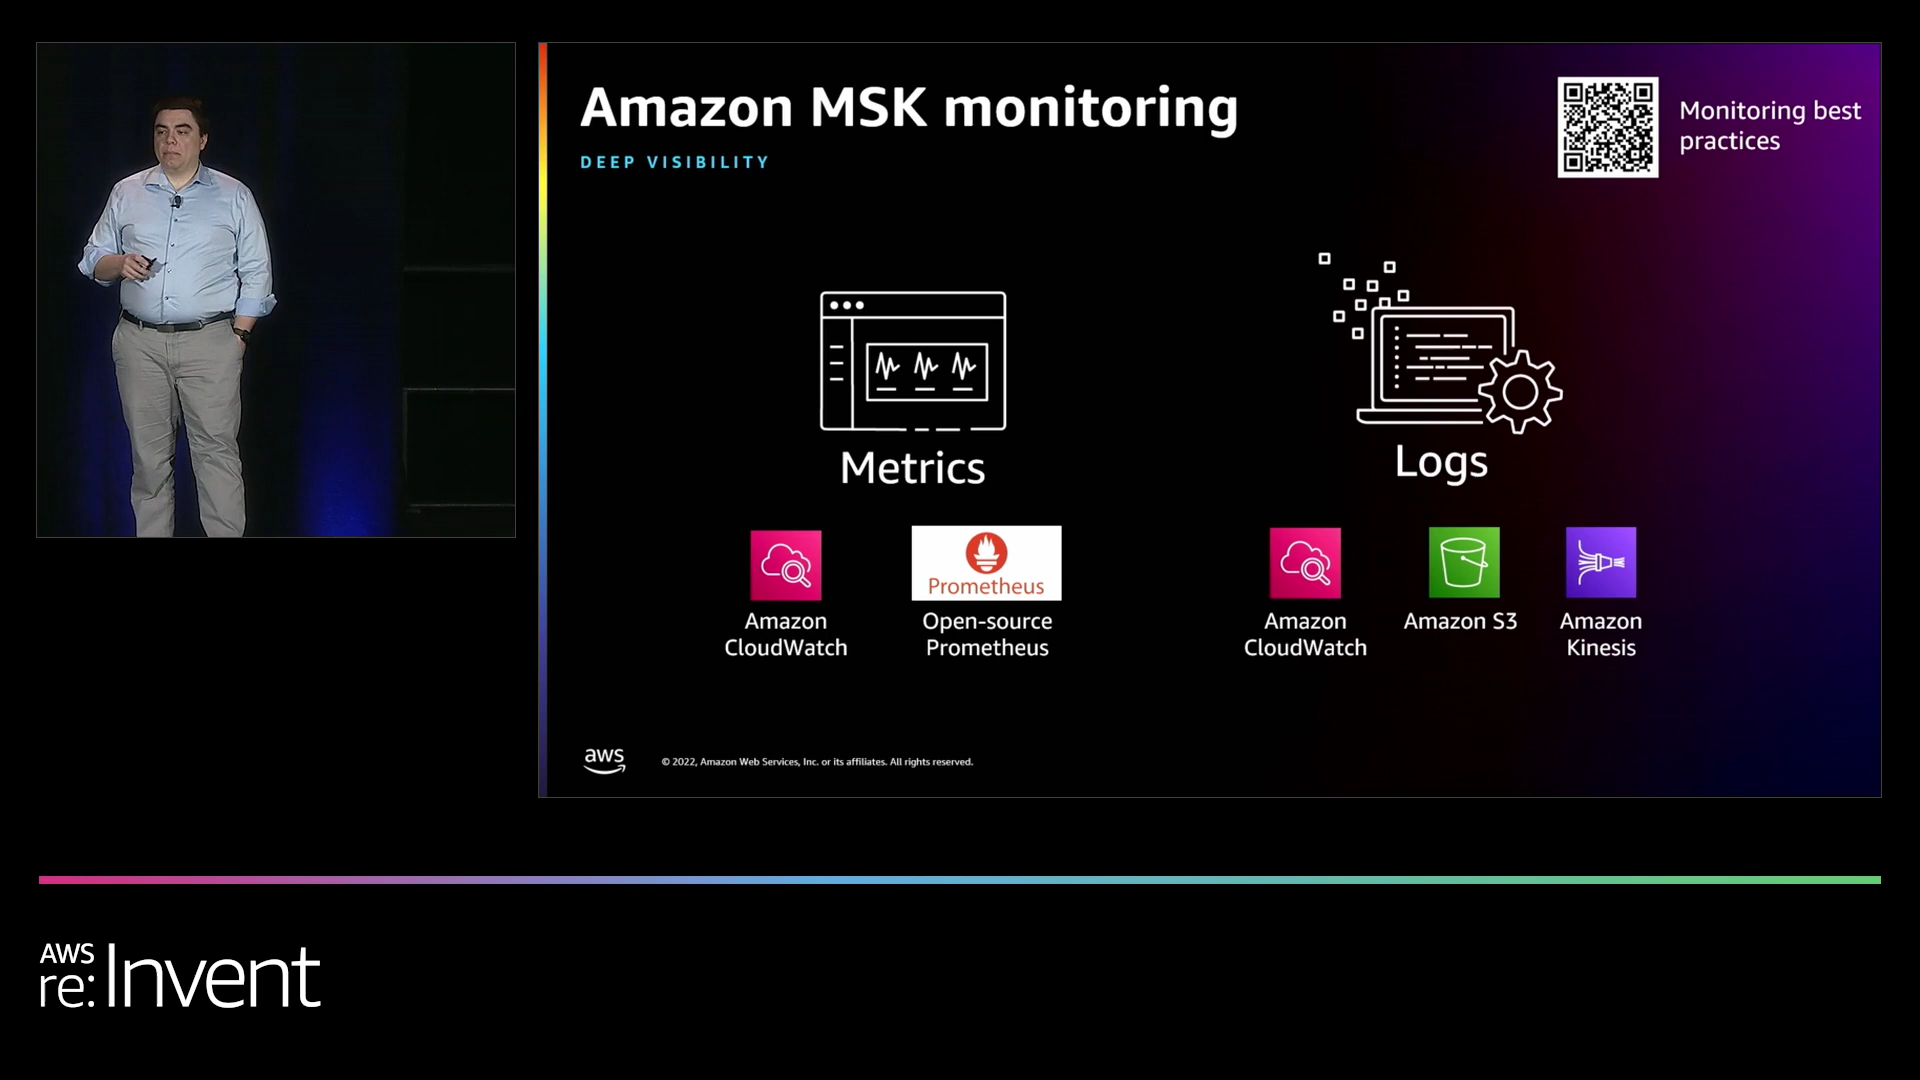 Amazon MSK monitoring
DEEP VISIBILITY
Monitoring best
practices
Metrics
Logs
Prometheus
Amazon
CloudWatch
Open-source
Prometheus
Amazon
CloudWatch
Amazon S3
Amazon
Kinesis
aws
© 2022, Amazon Web Services, Inc. or its affiliates. All rights reserved.
AWS
re:Invent